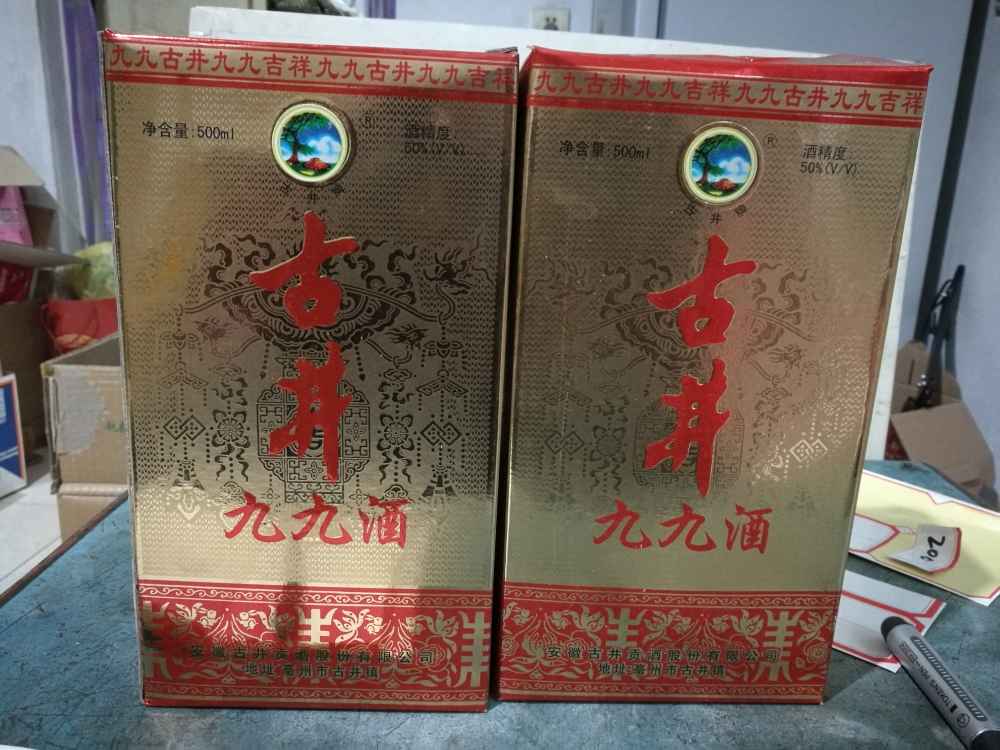 九九古井九九吉祥九九古井九九吉祥
净含量:500ml
®
酒精度
50%(V/V)
古井
古井
九九酒
安徽古井贡酒股份有限公司
地址:亳州市古井镇
九九古井九九吉祥九九古井九九吉祥
净含量:500ml
®
酒精度
50%(V/V)
古井
古井
九九酒
安徽古井贡酒股份有限公司
地址:亳州市古井镇